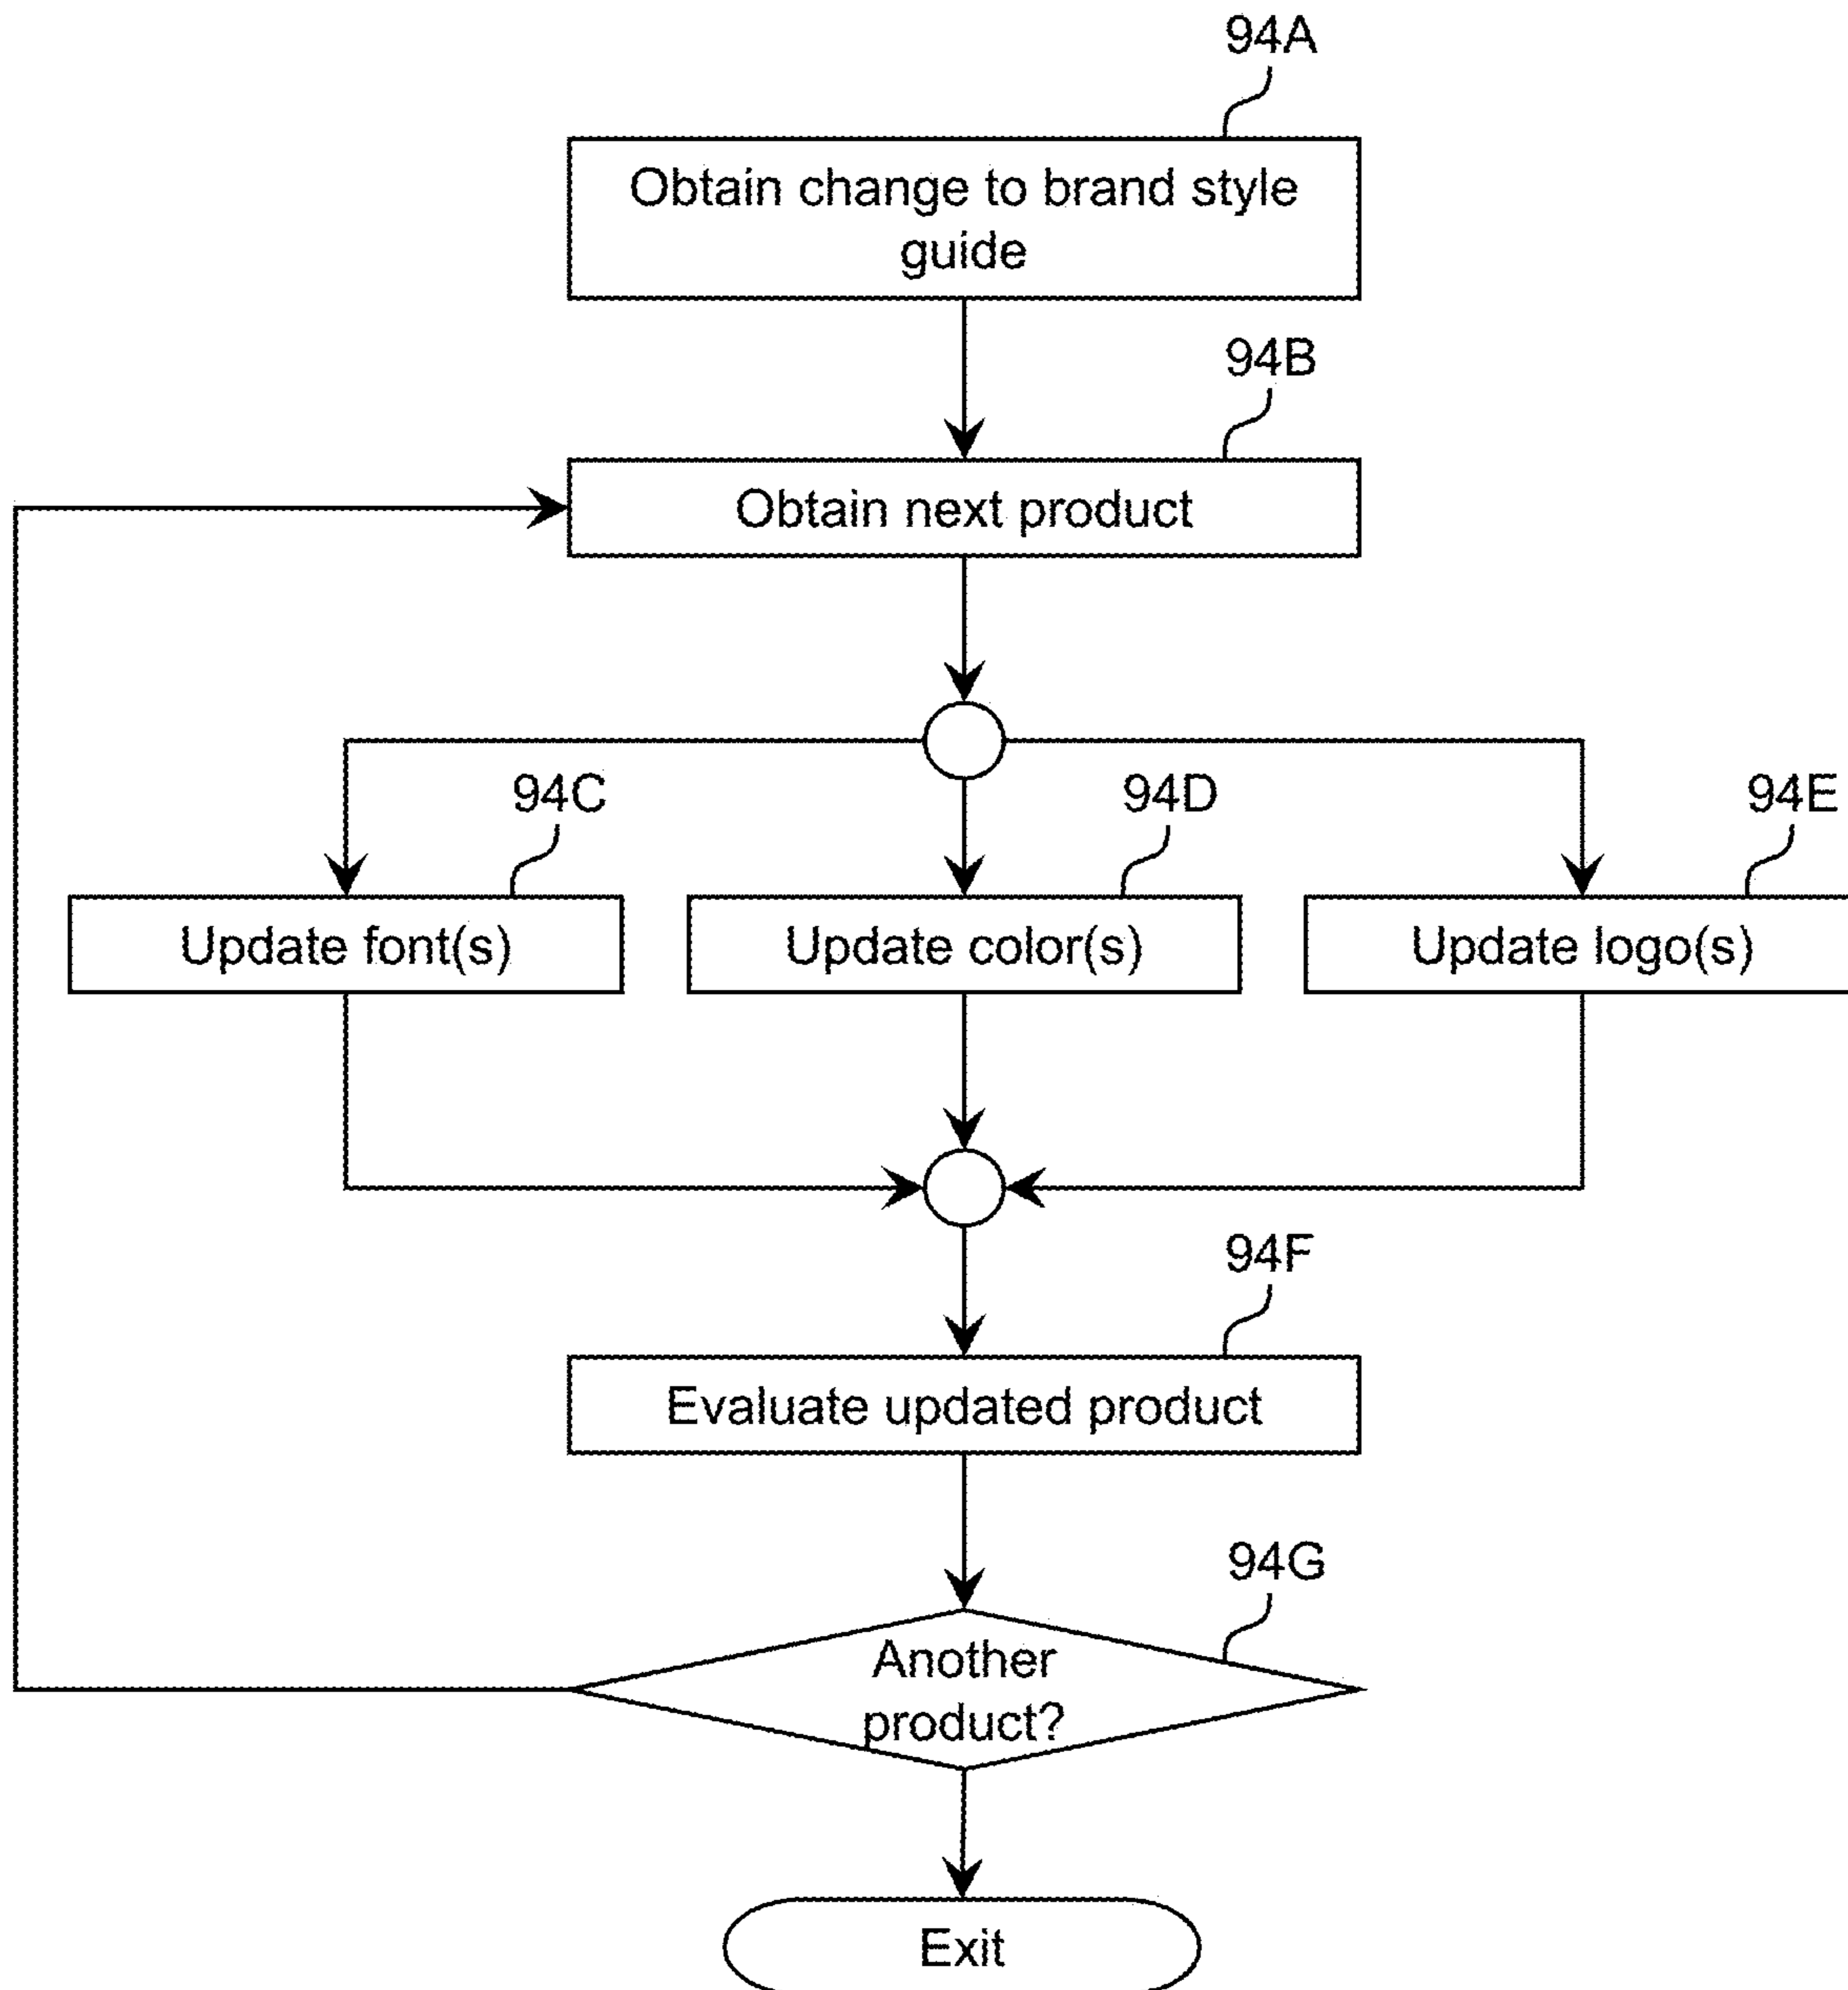 94A
Obtain change to brand style
guide
94B
Obtain next product
94C
94D
94E
Update font(s)
Update color(s)
Update logo(s)
94F
Evaluate updated product
94G
Another
product?
Exit